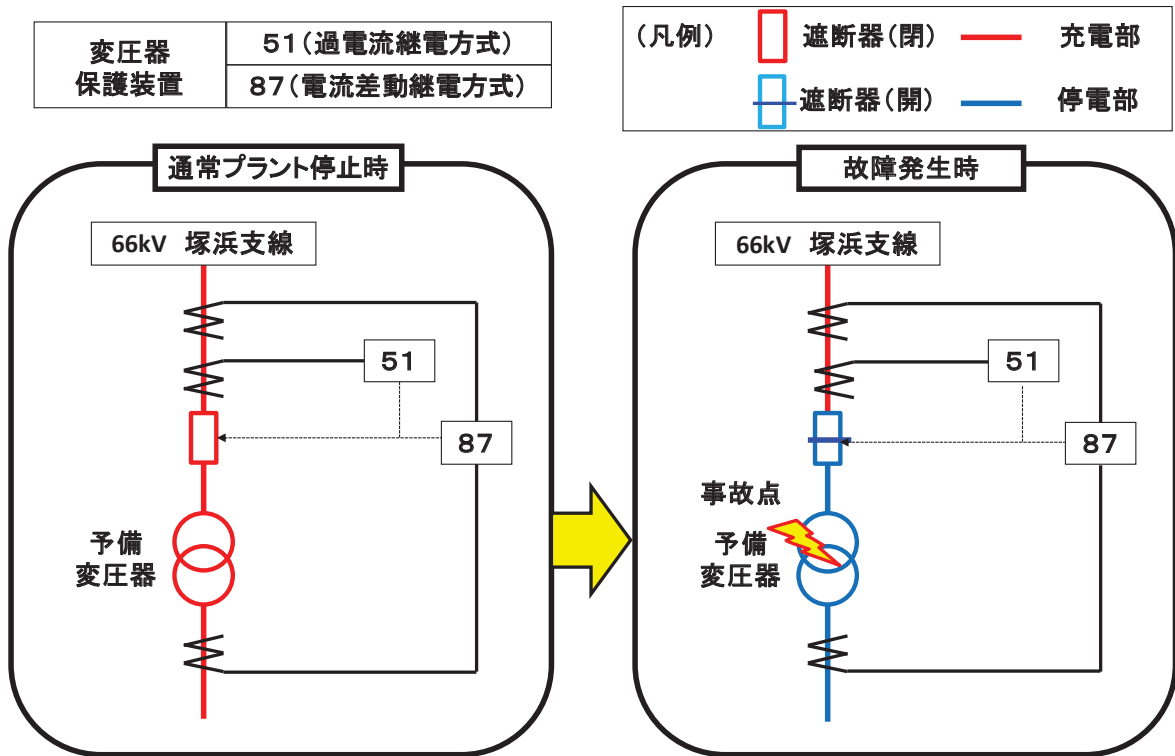 変圧器
保護装置
51(過電流継電方式)
87(電流差動継電方式)
(凡例)
遮断器(閉)
充電部
遮断器(開)
停電部
通常プラント停止時
66kV 塚浜支線
51
87
予備
変圧器
故障発生時
66kV 塚浜支線
51
87
事故点
予備
変圧器